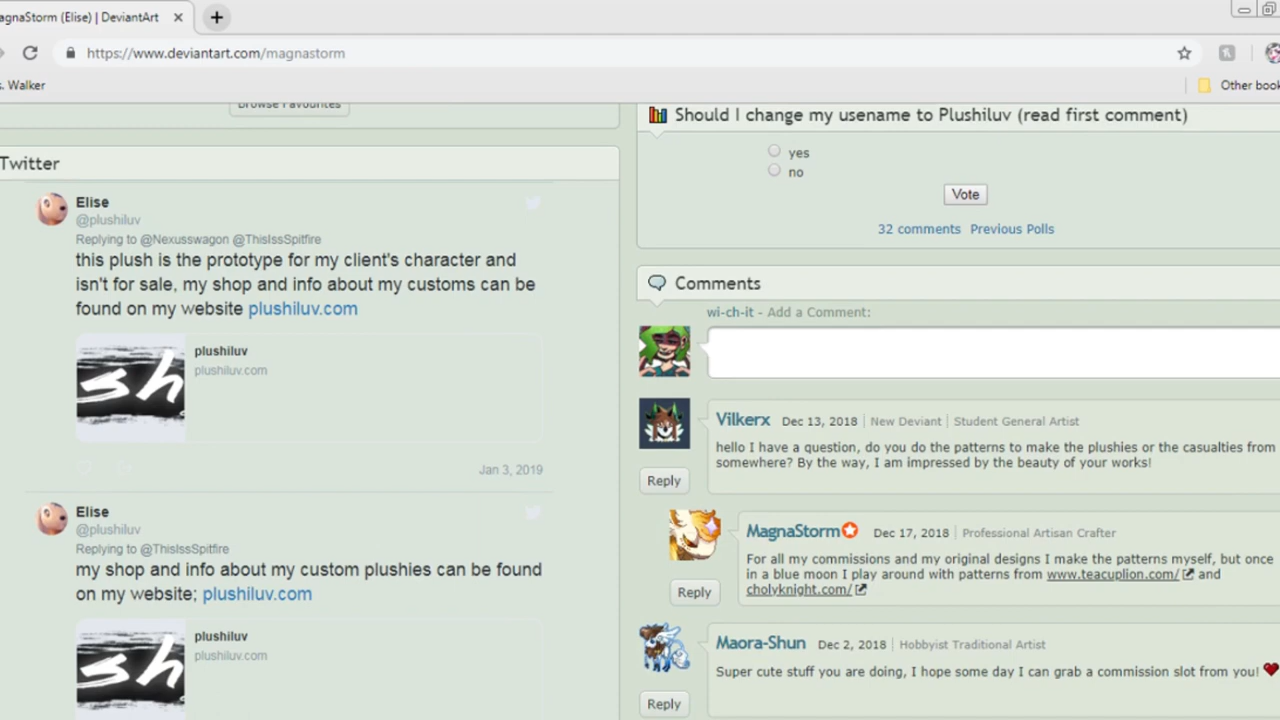 agnaStorm (Elise) | DeviantArt
https://www.deviantart.com/magnastorm
. Walker
Other book
Browse Favourites
Twitter
Elise
@plushiluv
Replying to @Nexusswagon @ThisIssSpitfire
this plush is the prototype for my client's character and
isn't for sale, my shop and info about my customs can be
found on my website plushiluv.com
sh
plushiluv
plushiluv.com
Jan 3, 2019
Elise
@plushiluv
Replying to @ThisIssSpitfire
my shop and info about my custom plushies can be found
on my website; plushiluv.com
sh
plushiluv
plushiluv.com
Should I change my usename to Plushiluv (read first comment)
yes
no
Vote
32 comments Previous Polls
Comments
wi-ch-it - Add a Comment:
Vilkerx Dec 13, 2018 | New Deviant | Student General Artist
hello I have a question, do you do the patterns to make the plushies or the casualties from
somewhere? By the way, I am impressed by the beauty of your works!
Reply
MagnaStorm Dec 17, 2018 | Professional Artisan Crafter
For all my commissions and my original designs I make the patterns myself, but once
in a blue moon I play around with patterns from www.teacuplion.com/ and
cholyknight.com/
Reply
Maora-Shun Dec 2, 2018 | Hobbyist Traditional Artist
Super cute stuff you are doing, I hope some day I can grab a commission slot from you!
Reply